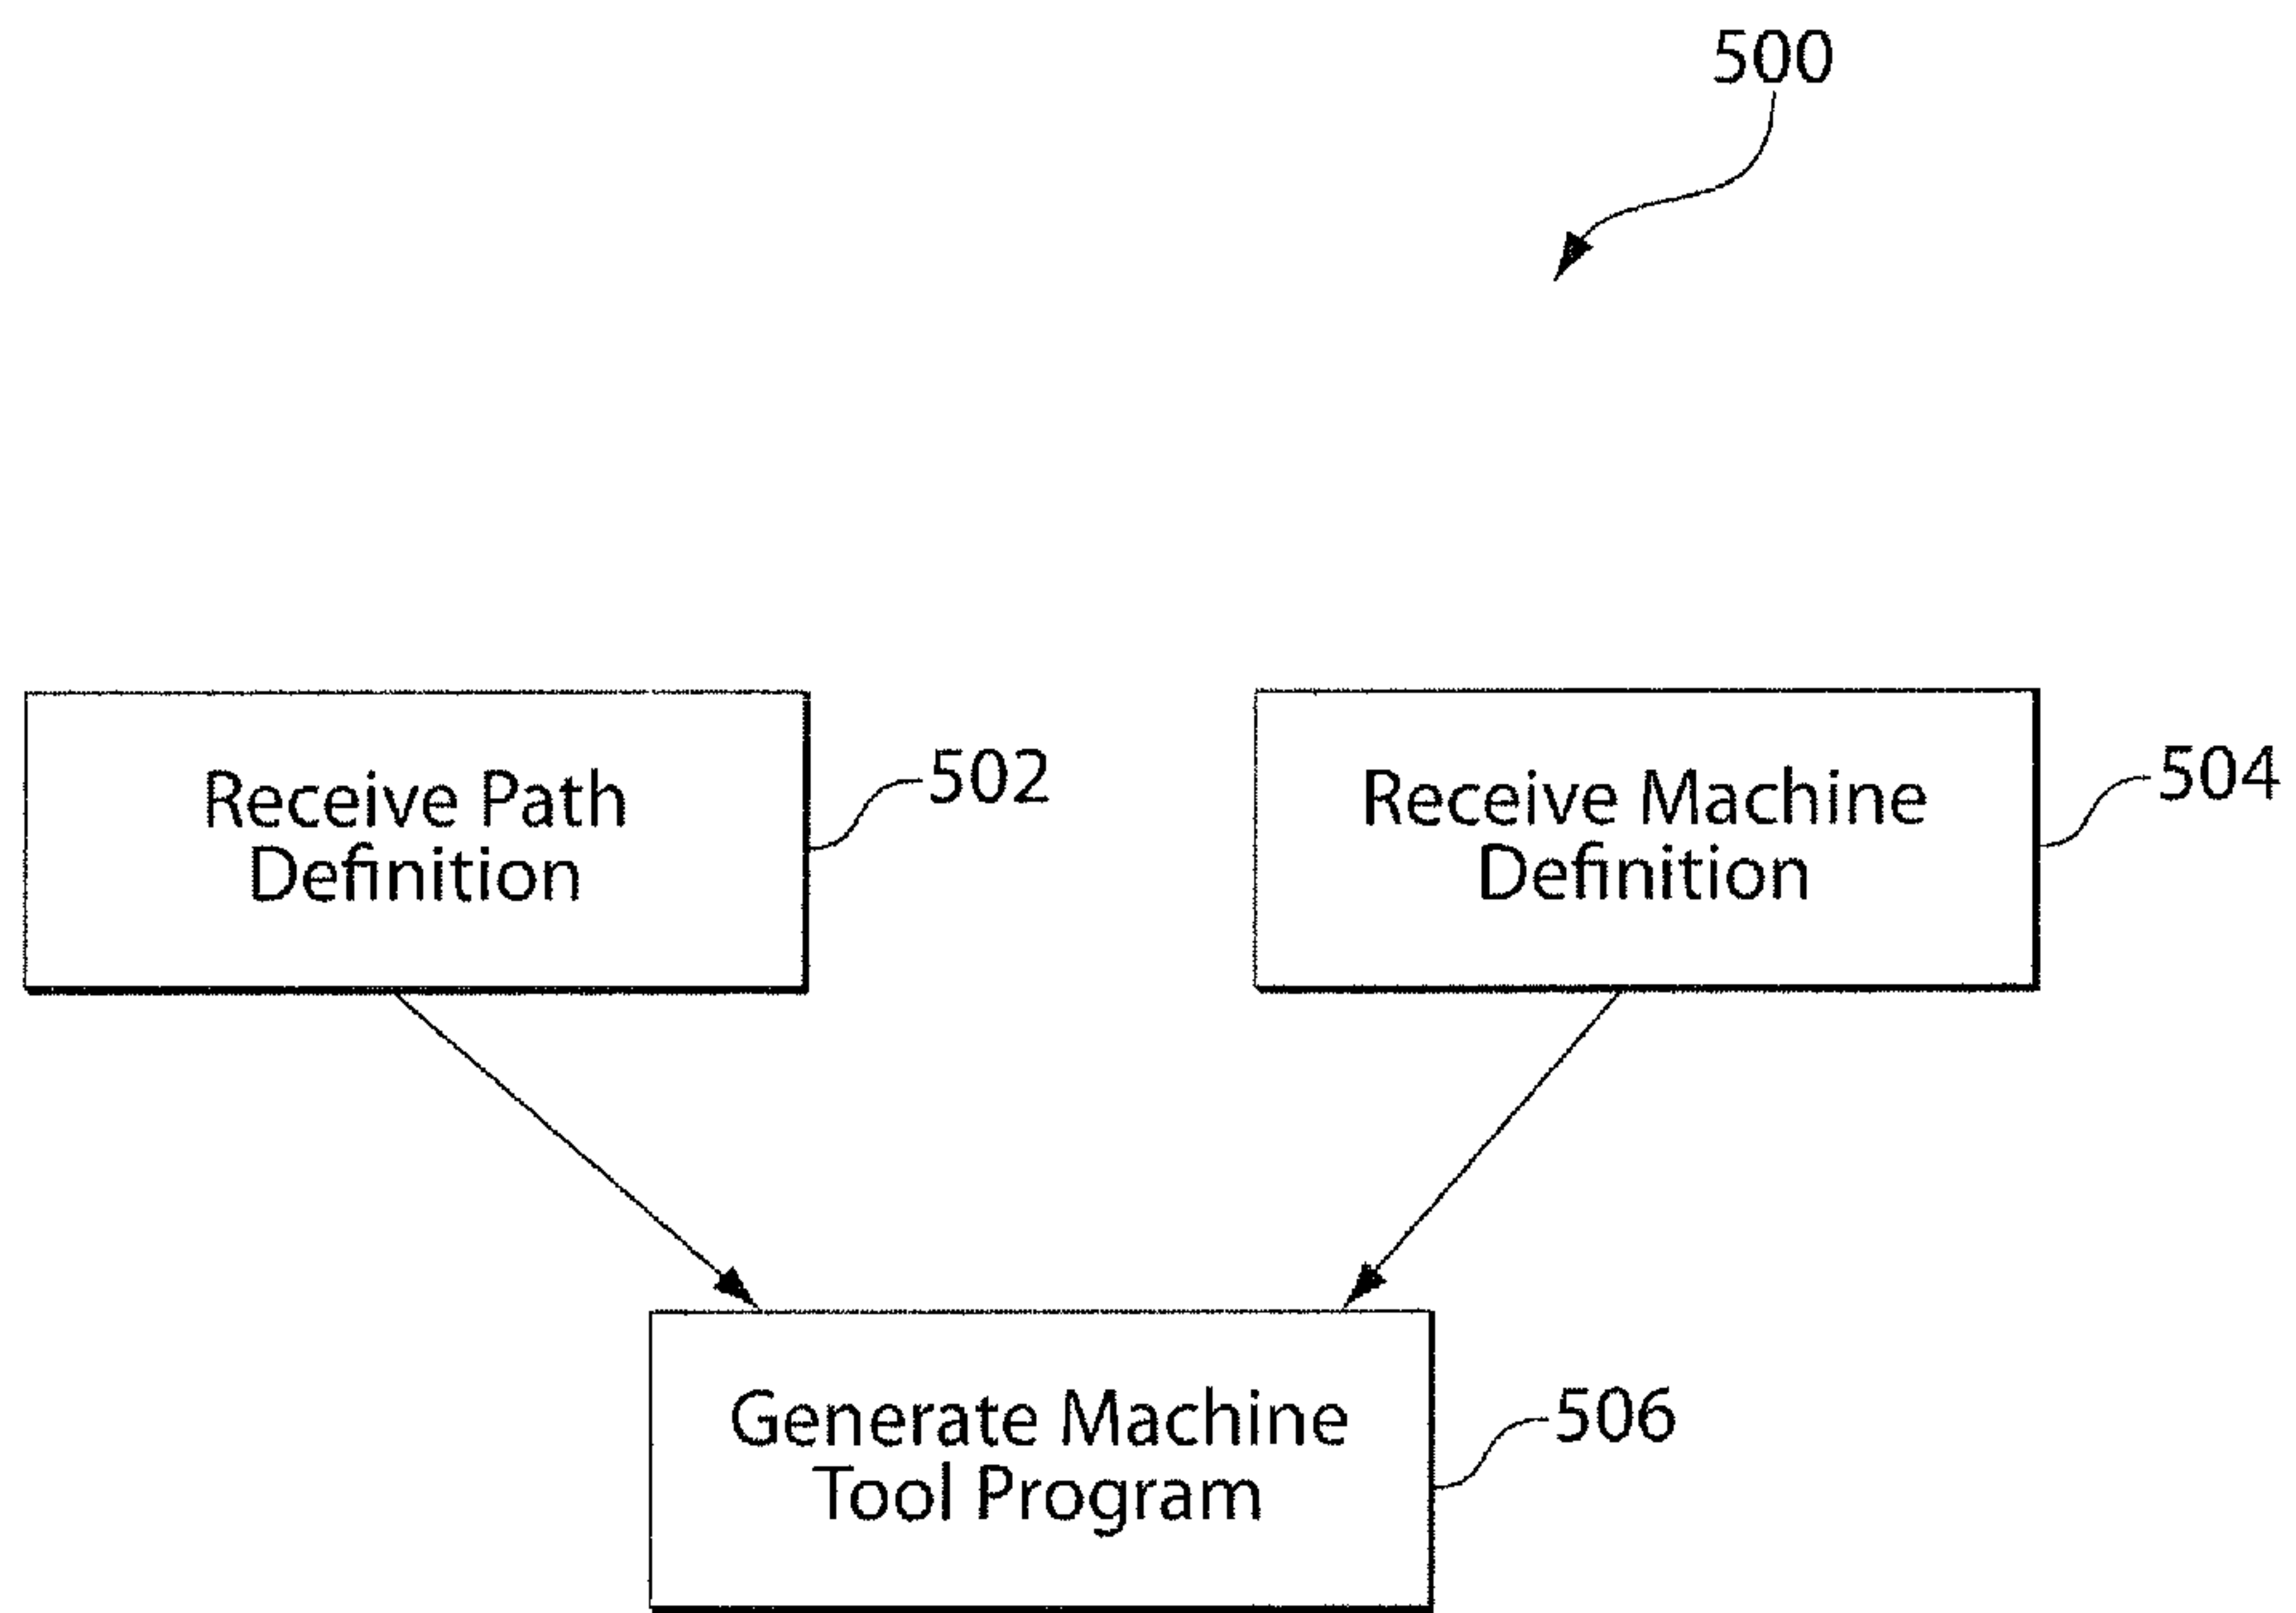 500
Receive Path
Definition
502
Receive Machine
Definition
504
Generate Machine
Tool Program
506